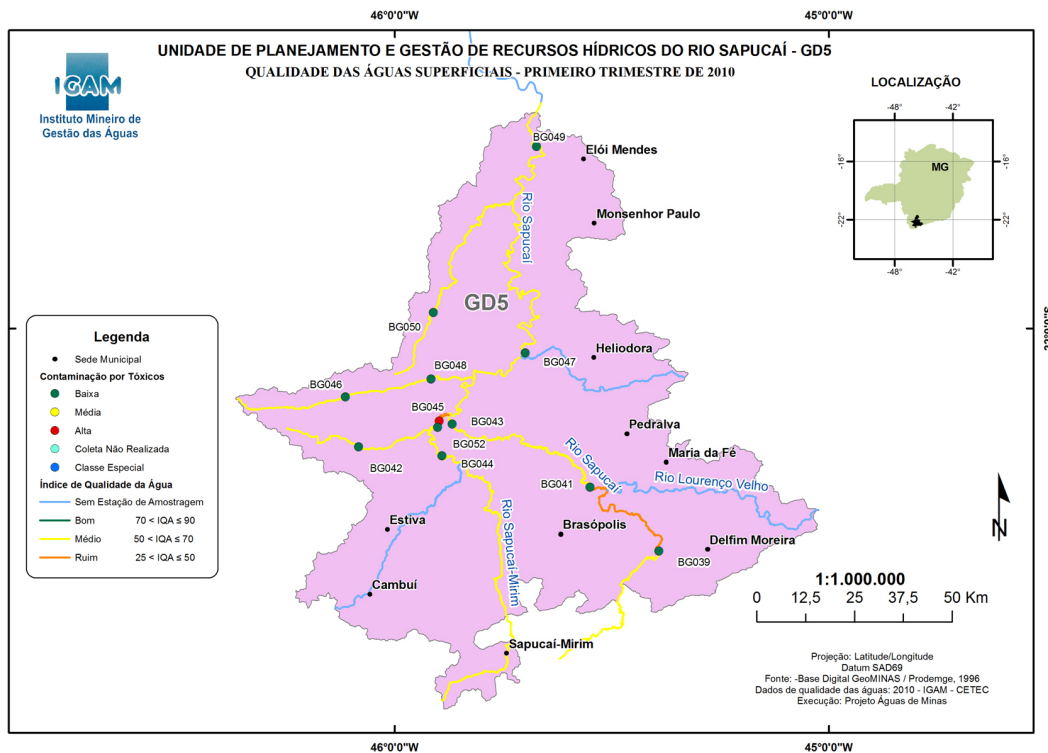 46°0'0"W
45°0'0"W
UNIDADE DE PLANEJAMENTO E GESTÃO DE RECURSOS HÍDRICOS DO RIO SAPUCAÍ - GD5
QUALIDADE DAS ÁGUAS SUPERFICIAIS - PRIMEIRO TRIMESTRE DE 2010
IGAM
Instituto Mineiro de
Gestão das Águas
LOCALIZAÇÃO
-48°
-42°
-16°
-16°
MG
-22°
-22°
-48°
-42°
BG049
Elói Mendes
Rio Sapucaí
Monsenhor Paulo
GD5
BG050
22°0'0"S
Heliodora
BG047
BG048
BG046
BG045
BG043
Pedralva
BG052
BG044
BG042
Maria da Fé
Rio Sapucaí
Rio Lourenço Velho
BG041
Estiva
Brasópolis
Delfim Moreira
BG039
Rio Sapucaí-Mirim
Cambuí
Sapucaí-Mirim
Legenda
Sede Municipal
Contaminação por Tóxicos
Baixa
Média
Alta
Coleta Não Realizada
Classe Especial
Índice de Qualidade da Água
Sem Estação de Amostragem
Bom 70 < IQA ≤ 90
Médio 50 < IQA ≤ 70
Ruim 25 < IQA ≤ 50
N
1:1.000.000
0 12,5 25 37,5 50 Km
Projeção: Latitude/Longitude
Datum SAD69
Fonte: -Base Digital GeoMINAS / Prodemge, 1996
Dados de qualidade das águas: 2010 - IGAM - CETEC
Execução: Projeto Águas de Minas
46°0'0"W
45°0'0"W